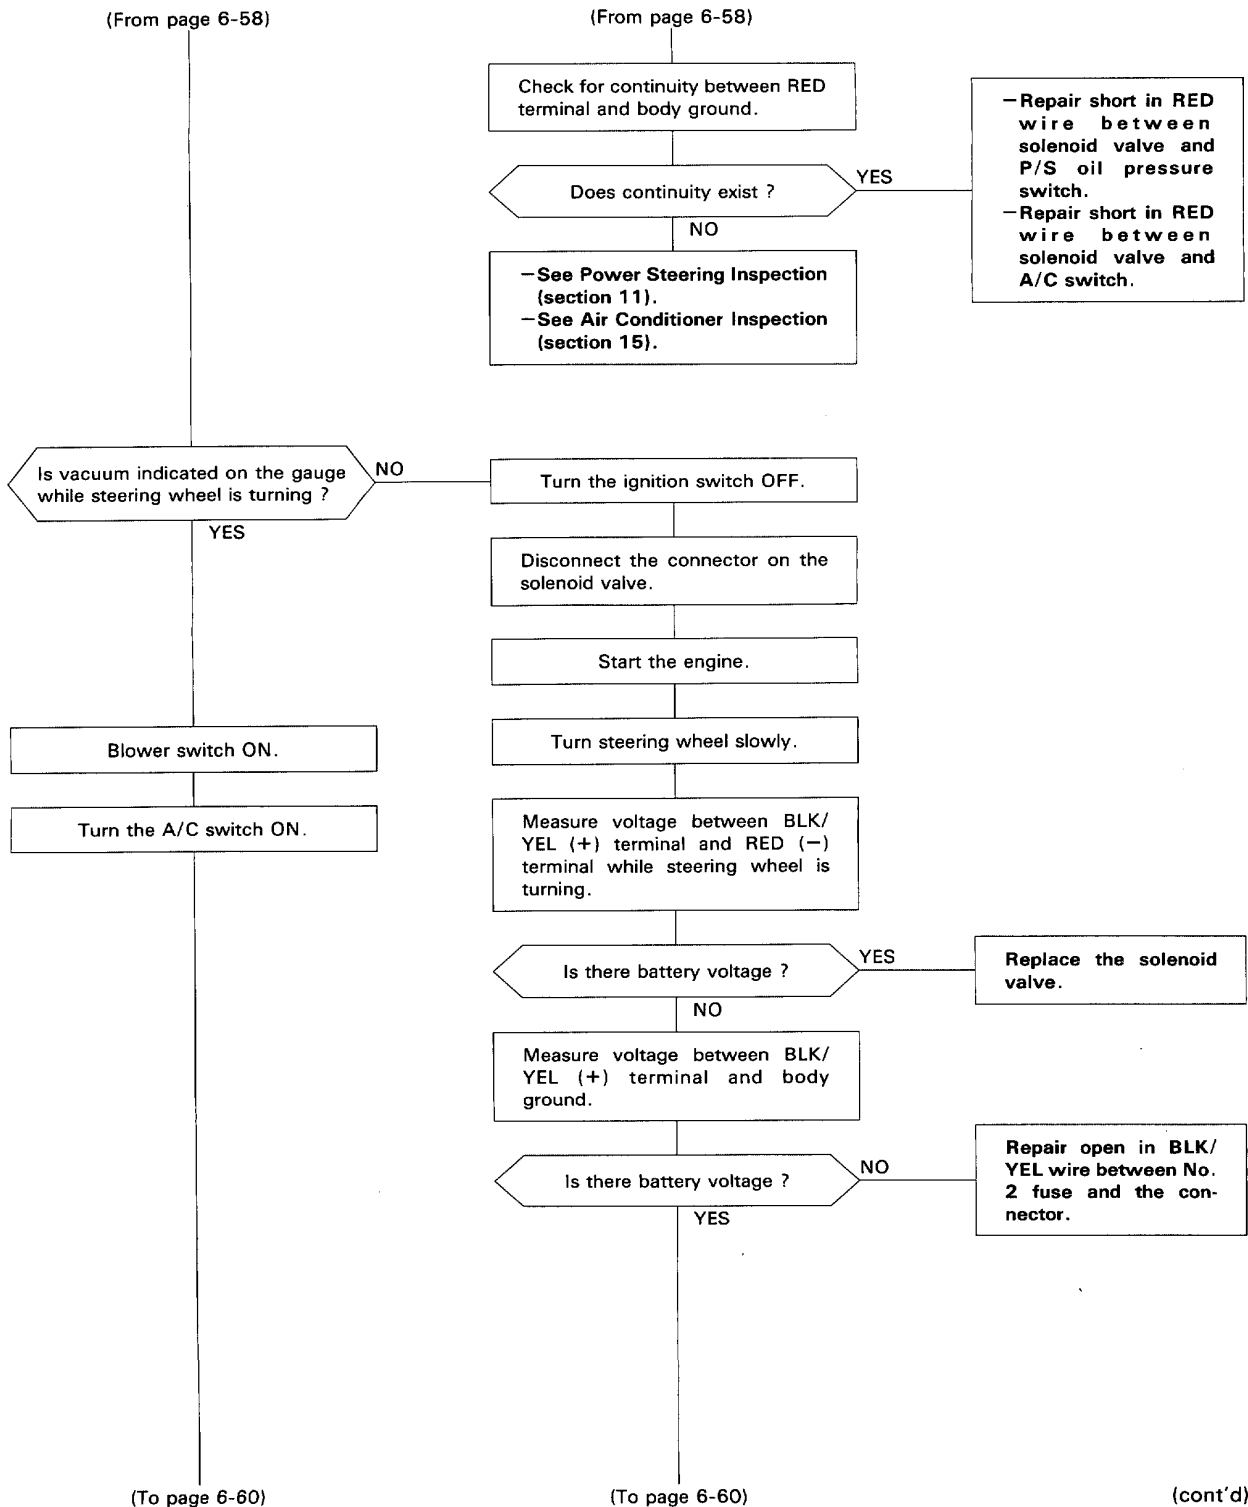 (From page 6-58)
(From page 6-58)
Check for continuity between RED
terminal and body ground.
Does continuity exist ?
YES
—Repair short in RED
wire between
solenoid valve and
P/S oil pressure
switch.
—Repair short in RED
wire between
solenoid valve and
A/C switch.
NO
—See Power Steering Inspection
(section 11).
—See Air Conditioner Inspection
(section 15).
Is vacuum indicated on the gauge
while steering wheel is turning ?
NO
YES
Turn the ignition switch OFF.
Disconnect the connector on the
solenoid valve.
Start the engine.
Turn steering wheel slowly.
Blower switch ON.
Turn the A/C switch ON.
Measure voltage between BLK/
YEL (+) terminal and RED (−)
terminal while steering wheel is
turning.
Is there battery voltage ?
YES
Replace the solenoid
valve.
NO
Measure voltage between BLK/
YEL (+) terminal and body
ground.
Is there battery voltage ?
NO
Repair open in BLK/
YEL wire between No.
2 fuse and the con-
nector.
YES
(To page 6-60)
(To page 6-60)
(cont'd)